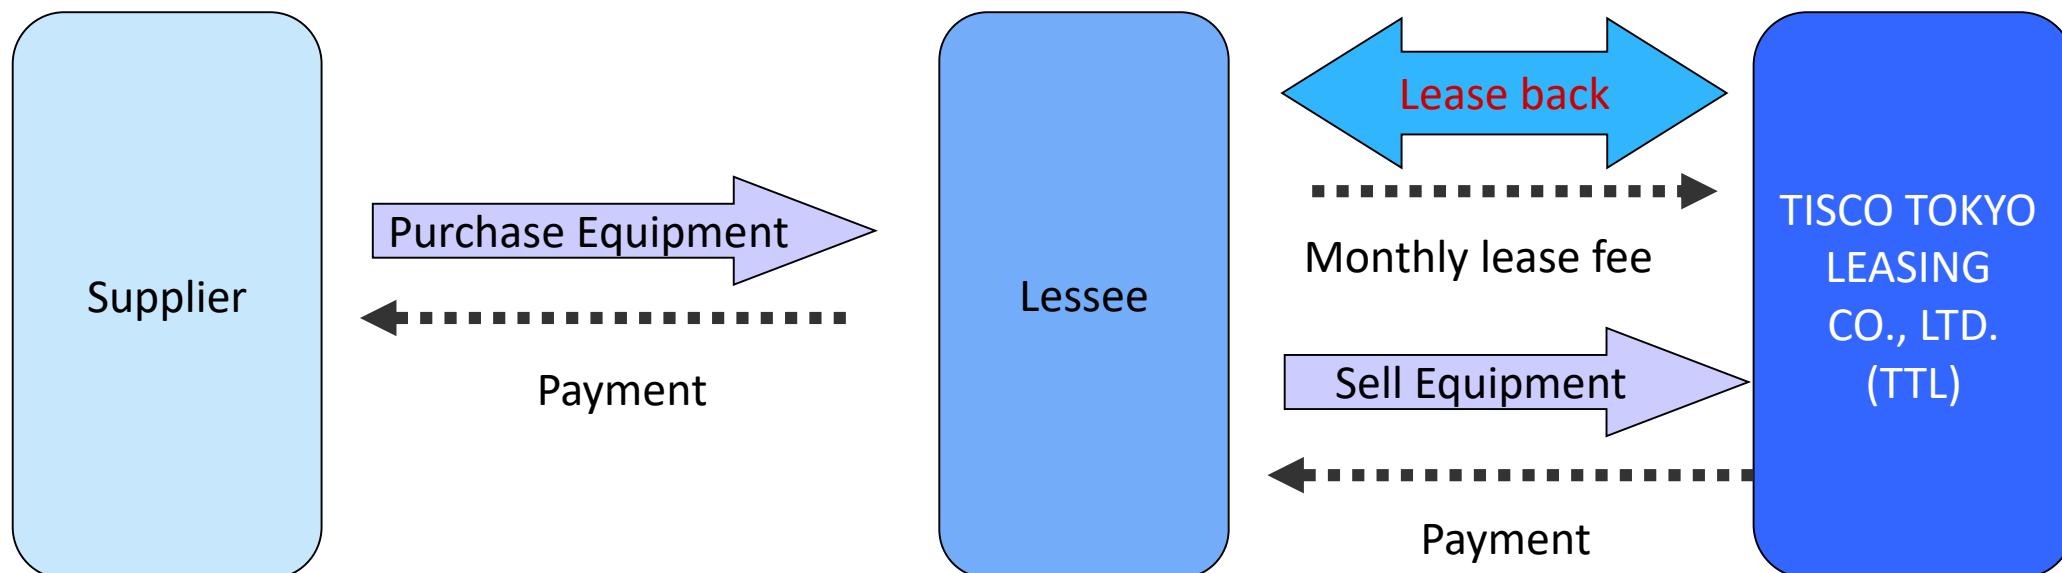 Supplier
Purchase Equipment
Payment
Lessee
Lease back
Monthly lease fee
Sell Equipment
Payment
TISCO TOKYO
LEASING
CO., LTD.
(TTL)